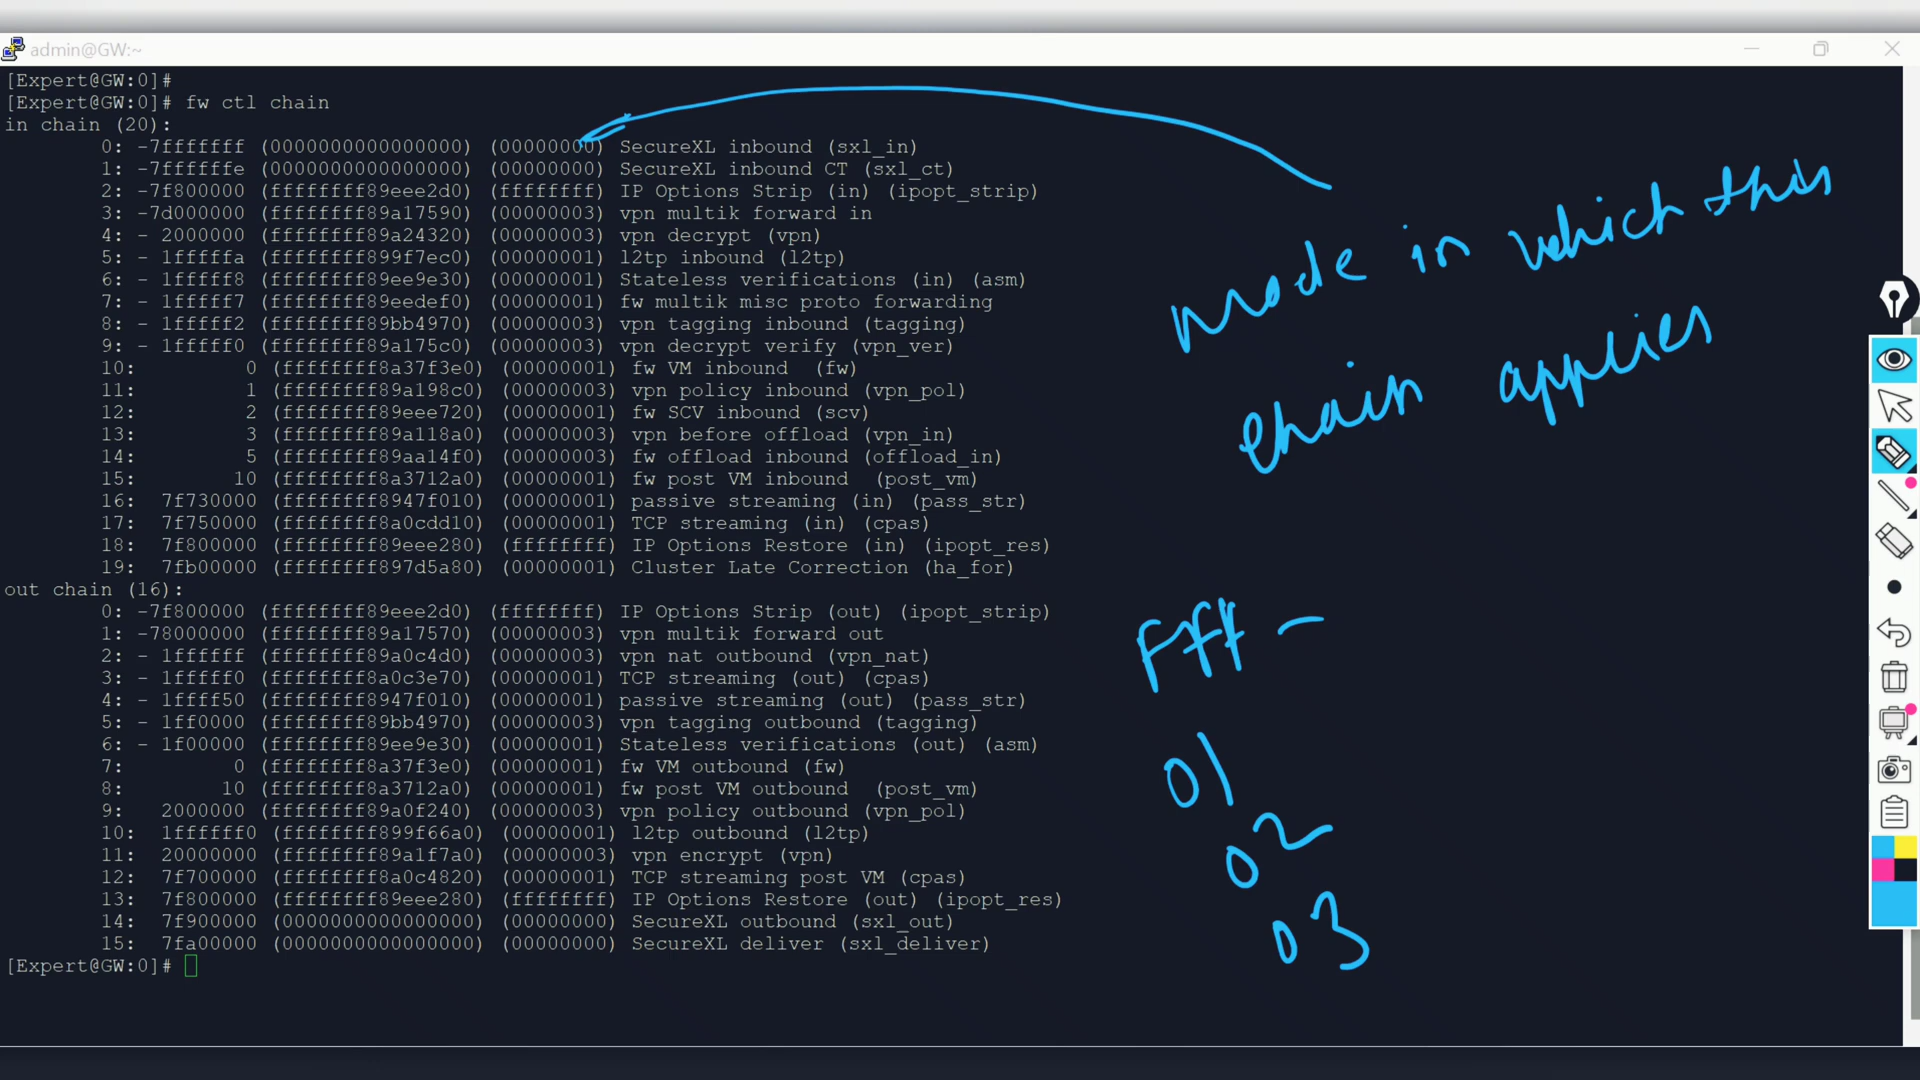 admin@GW:~
[Expert@GW:0]#
[Expert@GW:0]# fw ctl chain
in chain (20):
0: -7fffffff (0000000000000000) (00000000) SecureXL inbound (sxl_in)
1: -7ffffffe (0000000000000000) (00000000) SecureXL inbound CT (sxl_ct)
2: -7f800000 (ffffffff89eee2d0) (ffffffff) IP Options Strip (in) (ipopt_strip)
3: -7d000000 (ffffffff89a17590) (00000003) vpn multik forward in
4: - 2000000 (ffffffff89a24320) (00000003) vpn decrypt (vpn)
5: - 1fffffa (ffffffff899f7ec0) (00000001) l2tp inbound (l2tp)
6: - 1fffff8 (ffffffff89ee9e30) (00000001) Stateless verifications (in) (asm)
7: - 1fffff7 (ffffffff89eedef0) (00000001) fw multik misc proto forwarding
8: - 1fffff2 (ffffffff89bb4970) (00000003) vpn tagging inbound (tagging)
9: - 1fffff0 (ffffffff89a175c0) (00000003) vpn decrypt verify (vpn_ver)
10: 0 (ffffffff8a37f3e0) (00000001) fw VM inbound (fw)
11: 1 (ffffffff89a198c0) (00000003) vpn policy inbound (vpn_pol)
12: 2 (ffffffff89eee720) (00000001) fw SCV inbound (scv)
13: 3 (ffffffff89a118a0) (00000003) vpn before offload (vpn_in)
14: 5 (ffffffff89aa14f0) (00000003) fw offload inbound (offload_in)
15: 10 (ffffffff8a3712a0) (00000001) fw post VM inbound (post_vm)
16: 7f730000 (ffffffff8947f010) (00000001) passive streaming (in) (pass_str)
17: 7f750000 (ffffffff8a0cdd10) (00000001) TCP streaming (in) (cpas)
18: 7f800000 (ffffffff89eee280) (ffffffff) IP Options Restore (in) (ipopt_res)
19: 7fb00000 (ffffffff897d5a80) (00000001) Cluster Late Correction (ha_for)
out chain (16):
0: -7f800000 (ffffffff89eee2d0) (ffffffff) IP Options Strip (out) (ipopt_strip)
1: -78000000 (ffffffff89a17570) (00000003) vpn multik forward out
2: - 1ffffff (ffffffff89a0c4d0) (00000003) vpn nat outbound (vpn_nat)
3: - 1fffff0 (ffffffff8a0c3e70) (00000001) TCP streaming (out) (cpas)
4: - 1ffff50 (ffffffff8947f010) (00000001) passive streaming (out) (pass_str)
5: - 1ff0000 (ffffffff89bb4970) (00000003) vpn tagging outbound (tagging)
6: - 1f00000 (ffffffff89ee9e30) (00000001) Stateless verifications (out) (asm)
7: 0 (ffffffff8a37f3e0) (00000001) fw VM outbound (fw)
8: 10 (ffffffff8a3712a0) (00000001) fw post VM outbound (post_vm)
9: 2000000 (ffffffff89a0f240) (00000003) vpn policy outbound (vpn_pol)
10: 1ffffff0 (ffffffff899f66a0) (00000001) l2tp outbound (l2tp)
11: 20000000 (ffffffff89a1f7a0) (00000003) vpn encrypt (vpn)
12: 7f700000 (ffffffff8a0c4820) (00000001) TCP streaming post VM (cpas)
13: 7f800000 (ffffffff89eee280) (ffffffff) IP Options Restore (out) (ipopt_res)
14: 7f900000 (0000000000000000) (00000000) SecureXL outbound (sxl_out)
15: 7fa00000 (0000000000000000) (00000000) SecureXL deliver (sxl_deliver)
[Expert@GW:0]#
mode in which this
chain applies
Fff -
01
02
03